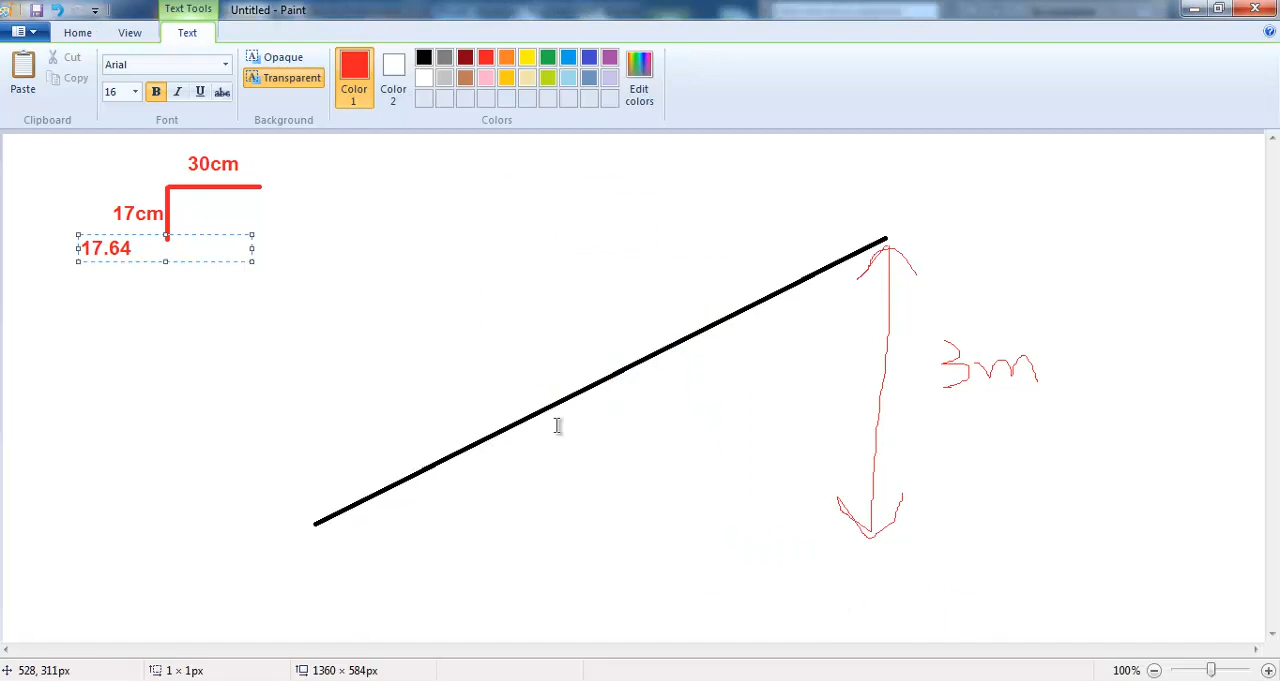 Text Tools
Untitled - Paint
Home
View
Text
Paste
Cut
Copy
Clipboard
Arial
16
B I U abc
Font
Opaque
Transparent
Background
Color 1
Color 2
Edit colors
Colors
30cm
17cm
17.64
3m
528, 311px
1 × 1px
1360 × 584px
100%